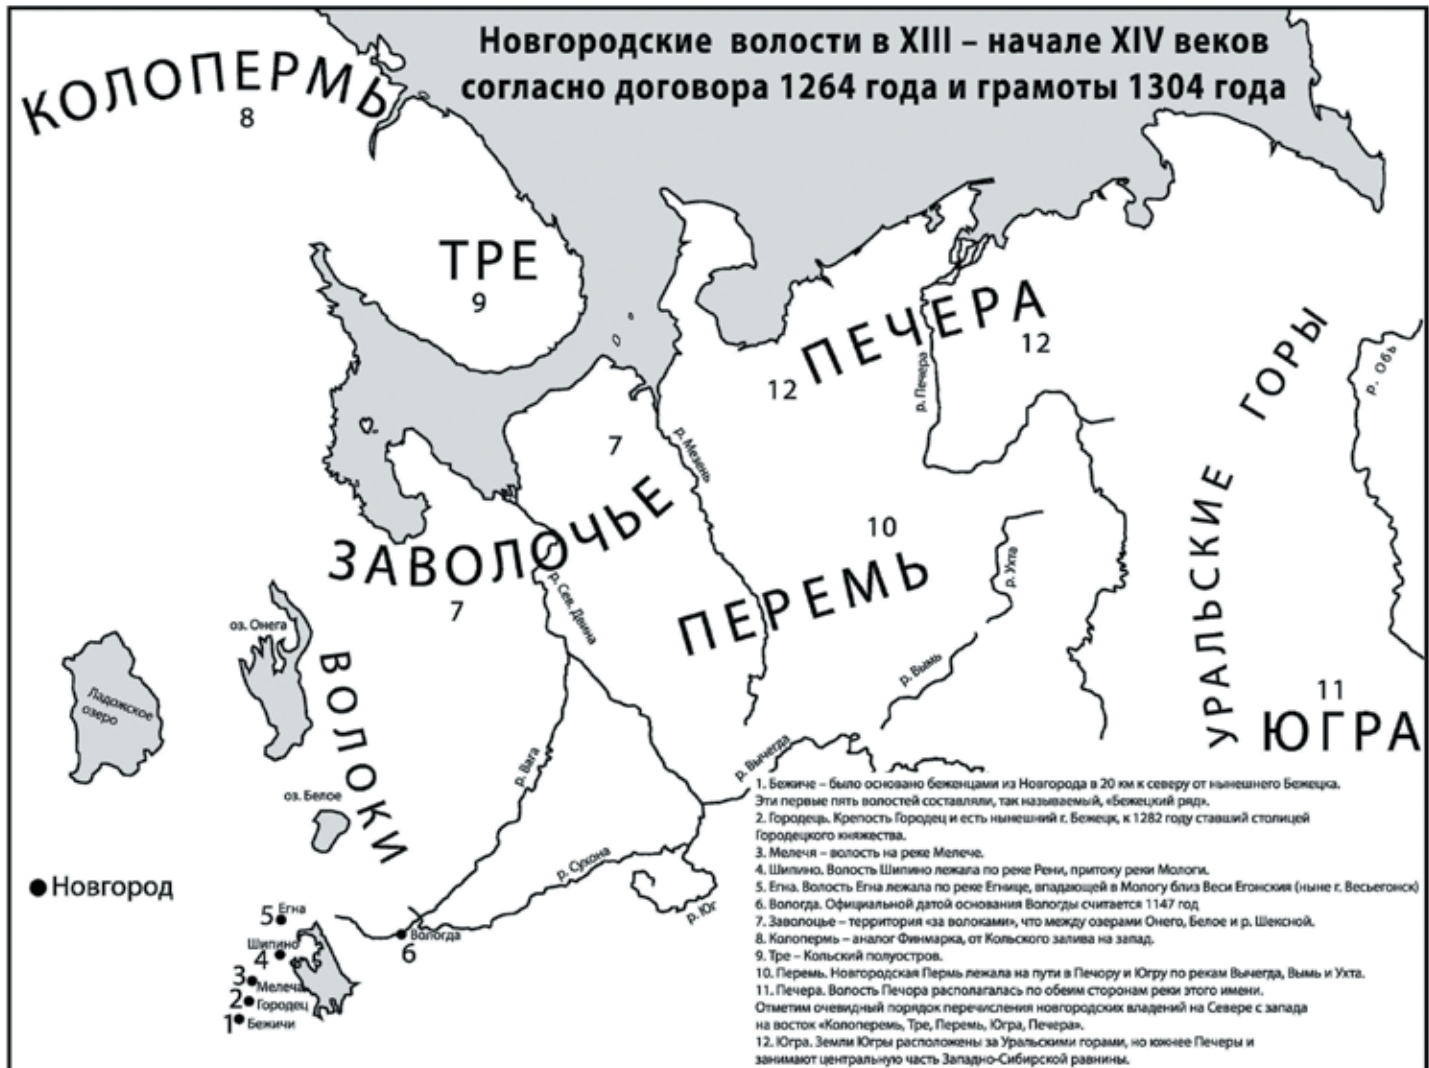 Новгородские волости в XIII – начале XIV веков
согласно договора 1264 года и грамоты 1304 года
КОЛОПЕРМЬ
8
ТРЕ
9
ПЕЧЕРА
12
12
р. Печера
ГОРЫ
р. Обь
7
р. Мезень
ЗАВОЛОЧЬЕ
7
р. Сев. Двина
10
ПЕРЕМЬ
р. Ухта
р. Вымь
УРАЛЬСКИЕ
11
ЮГРА
оз. Онега
Ладожское
озеро
ВОЛОКИ
оз. Белое
р. Вага
р. Вычегда
р. Сухона
р. Юг
Новгород
5 Егна
Шипино
4
3 Мелеча
2 Городец
1 Бежичи
Вологда
6
1. Бежиче – было основано беженцами из Новгорода в 20 км к северу от нынешнего Бежецка.
Эти первые пять волостей составляли, так называемый, «Бежецкий ряд».
2. Городець. Крепость Городец и есть нынешний г. Бежецк, к 1282 году ставший столицей
Городецкого княжества.
3. Мелечя – волость на реке Мелече.
4. Шипино. Волость Шипино лежала по реке Рени, притоку реки Мологи.
5. Егна. Волость Егна лежала по реке Егнице, впадающей в Мологу близ Веси Егонския (ныне г. Весьегонск)
6. Вологда. Официальной датой основания Вологды считается 1147 год
7. Заволоцье – территория «за волоками», что между озерами Онего, Белое и р. Шексной.
8. Колопермь – аналог Финмарка, от Кольского залива на запад.
9. Тре – Кольский полуостров.
10. Перемь. Новгородская Пермь лежала на пути в Печору и Югру по рекам Вычегда, Вымь и Ухта.
11. Печера. Волость Печора располагалась по обеим сторонам реки этого имени.
Отметим очевидный порядок перечисления новгородских владений на Севере с запада
на восток «Колоперемь, Тре, Перемь, Югра, Печера».
12. Югра. Земли Югры расположены за Уральскими горами, но южнее Печеры и
занимают центральную часть Западно-Сибирской равнины.